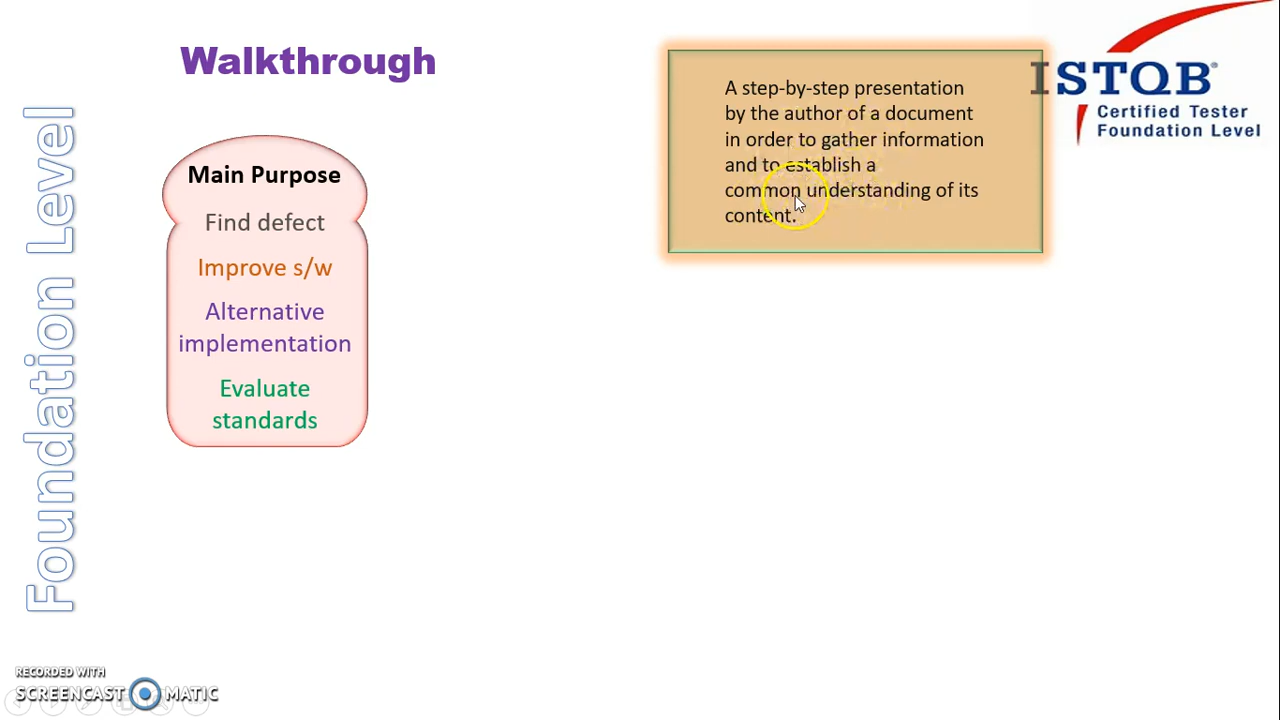 Walkthrough
Foundation Level
Main Purpose
Find defect
Improve s/w
Alternative
implementation
Evaluate
standards
A step-by-step presentation
by the author of a document
in order to gather information
and to establish a
common understanding of its
content.
ISTQB®
Certified Tester
Foundation Level
RECORDED WITH
SCREENCAST MATIC